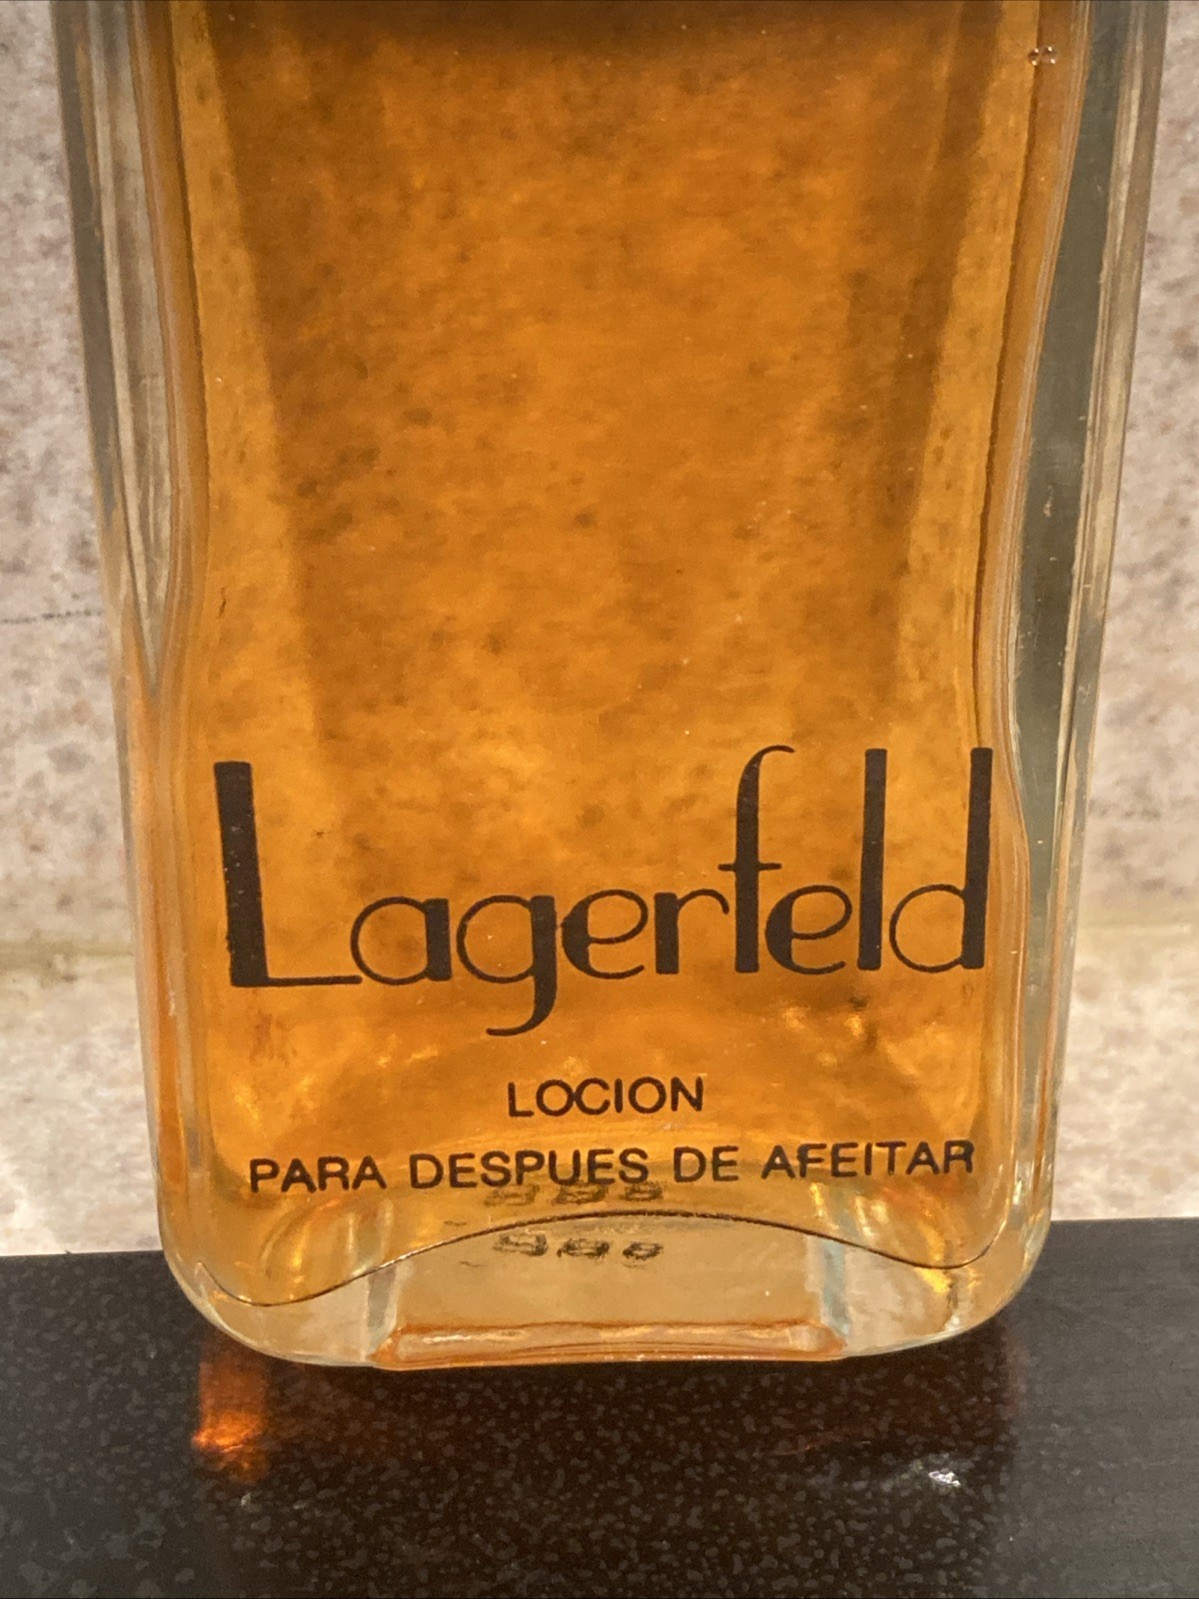 Lagerfeld
LOCION
PARA DESPUES DE AFEITAR